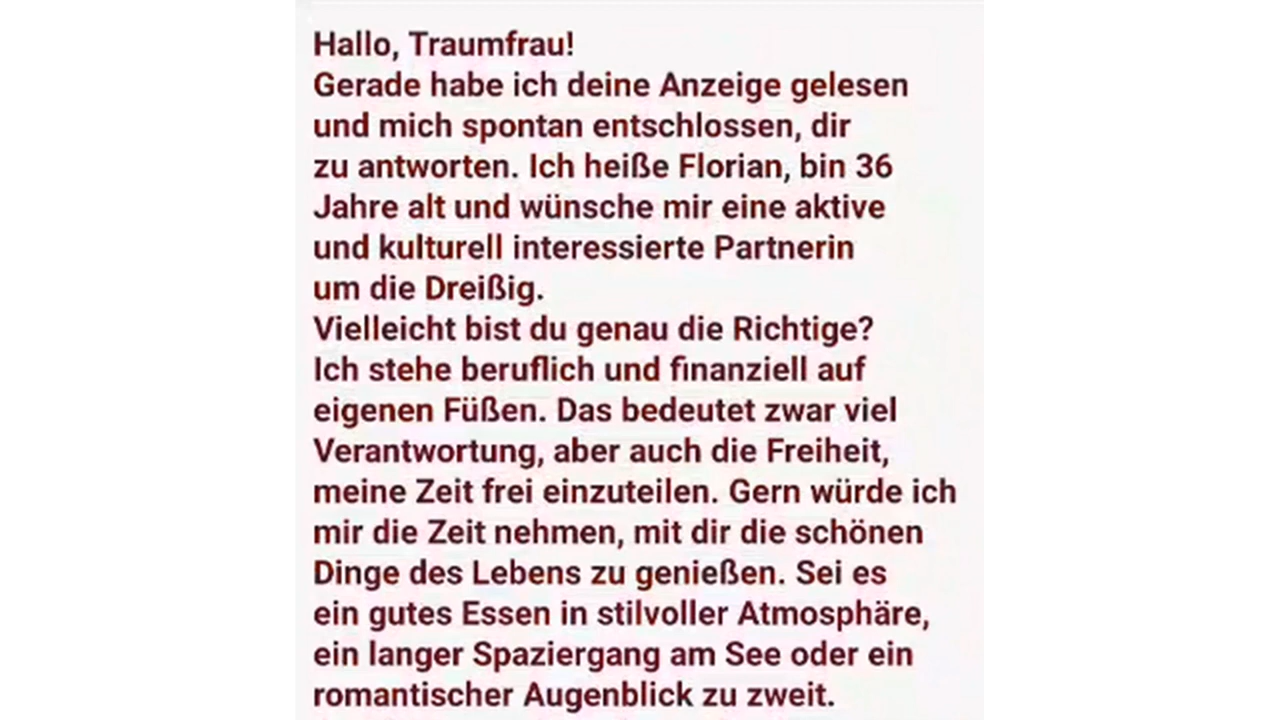 Hallo, Traumfrau!
Gerade habe ich deine Anzeige gelesen
und mich spontan entschlossen, dir
zu antworten. Ich heiße Florian, bin 36
Jahre alt und wünsche mir eine aktive
und kulturell interessierte Partnerin
um die Dreißig.
Vielleicht bist du genau die Richtige?
Ich stehe beruflich und finanziell auf
eigenen Füßen. Das bedeutet zwar viel
Verantwortung, aber auch die Freiheit,
meine Zeit frei einzuteilen. Gern würde ich
mir die Zeit nehmen, mit dir die schönen
Dinge des Lebens zu genießen. Sei es
ein gutes Essen in stilvoller Atmosphäre,
ein langer Spaziergang am See oder ein
romantischer Augenblick zu zweit.